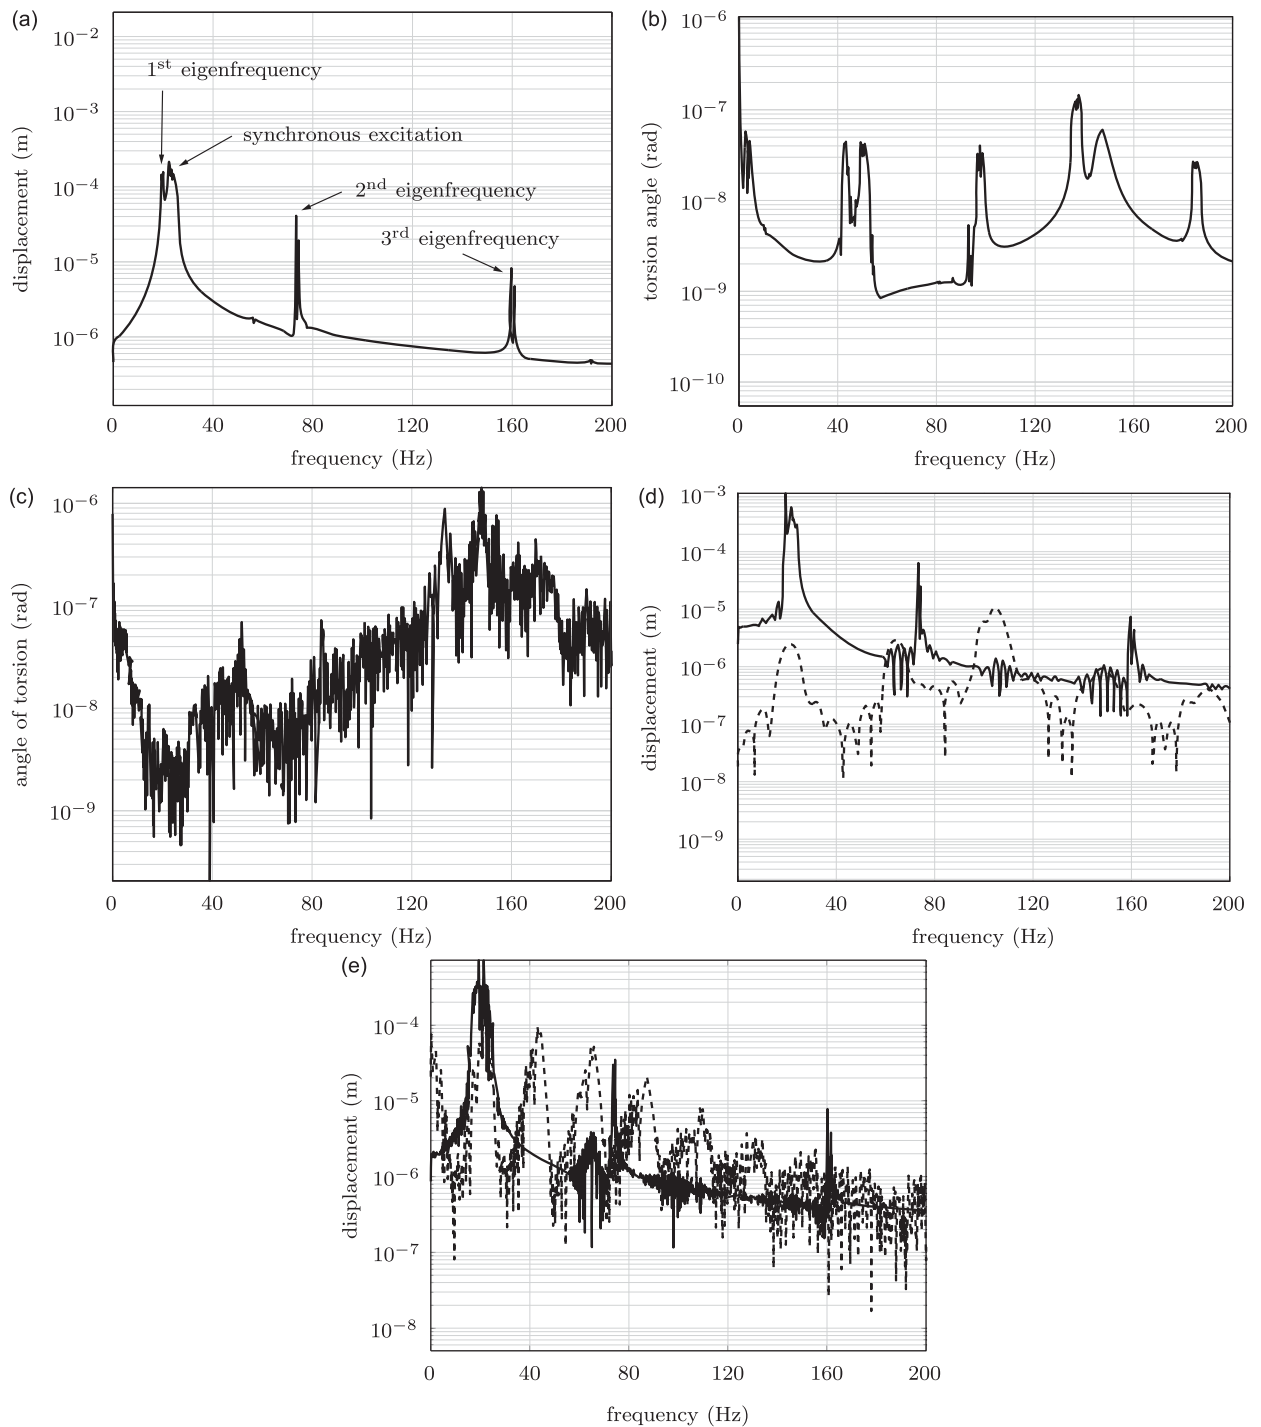 (a)
10⁻²
10⁻³
10⁻⁴
10⁻⁵
10⁻⁶
displacement (m)
1ˢᵗ eigenfrequency
synchronous excitation
2ⁿᵈ eigenfrequency
3ʳᵈ eigenfrequency
0 40 80 120 160 200
frequency (Hz)
(b)
10⁻⁶
10⁻⁷
10⁻⁸
10⁻⁹
10⁻¹⁰
torsion angle (rad)
0 40 80 120 160 200
frequency (Hz)
(c)
10⁻⁶
10⁻⁷
10⁻⁸
10⁻⁹
angle of torsion (rad)
0 40 80 120 160 200
frequency (Hz)
(d)
10⁻³
10⁻⁴
10⁻⁵
10⁻⁶
10⁻⁷
10⁻⁸
10⁻⁹
displacement (m)
0 40 80 120 160 200
frequency (Hz)
(e)
10⁻⁴
10⁻⁵
10⁻⁶
10⁻⁷
10⁻⁸
displacement (m)
0 40 80 120 160 200
frequency (Hz)